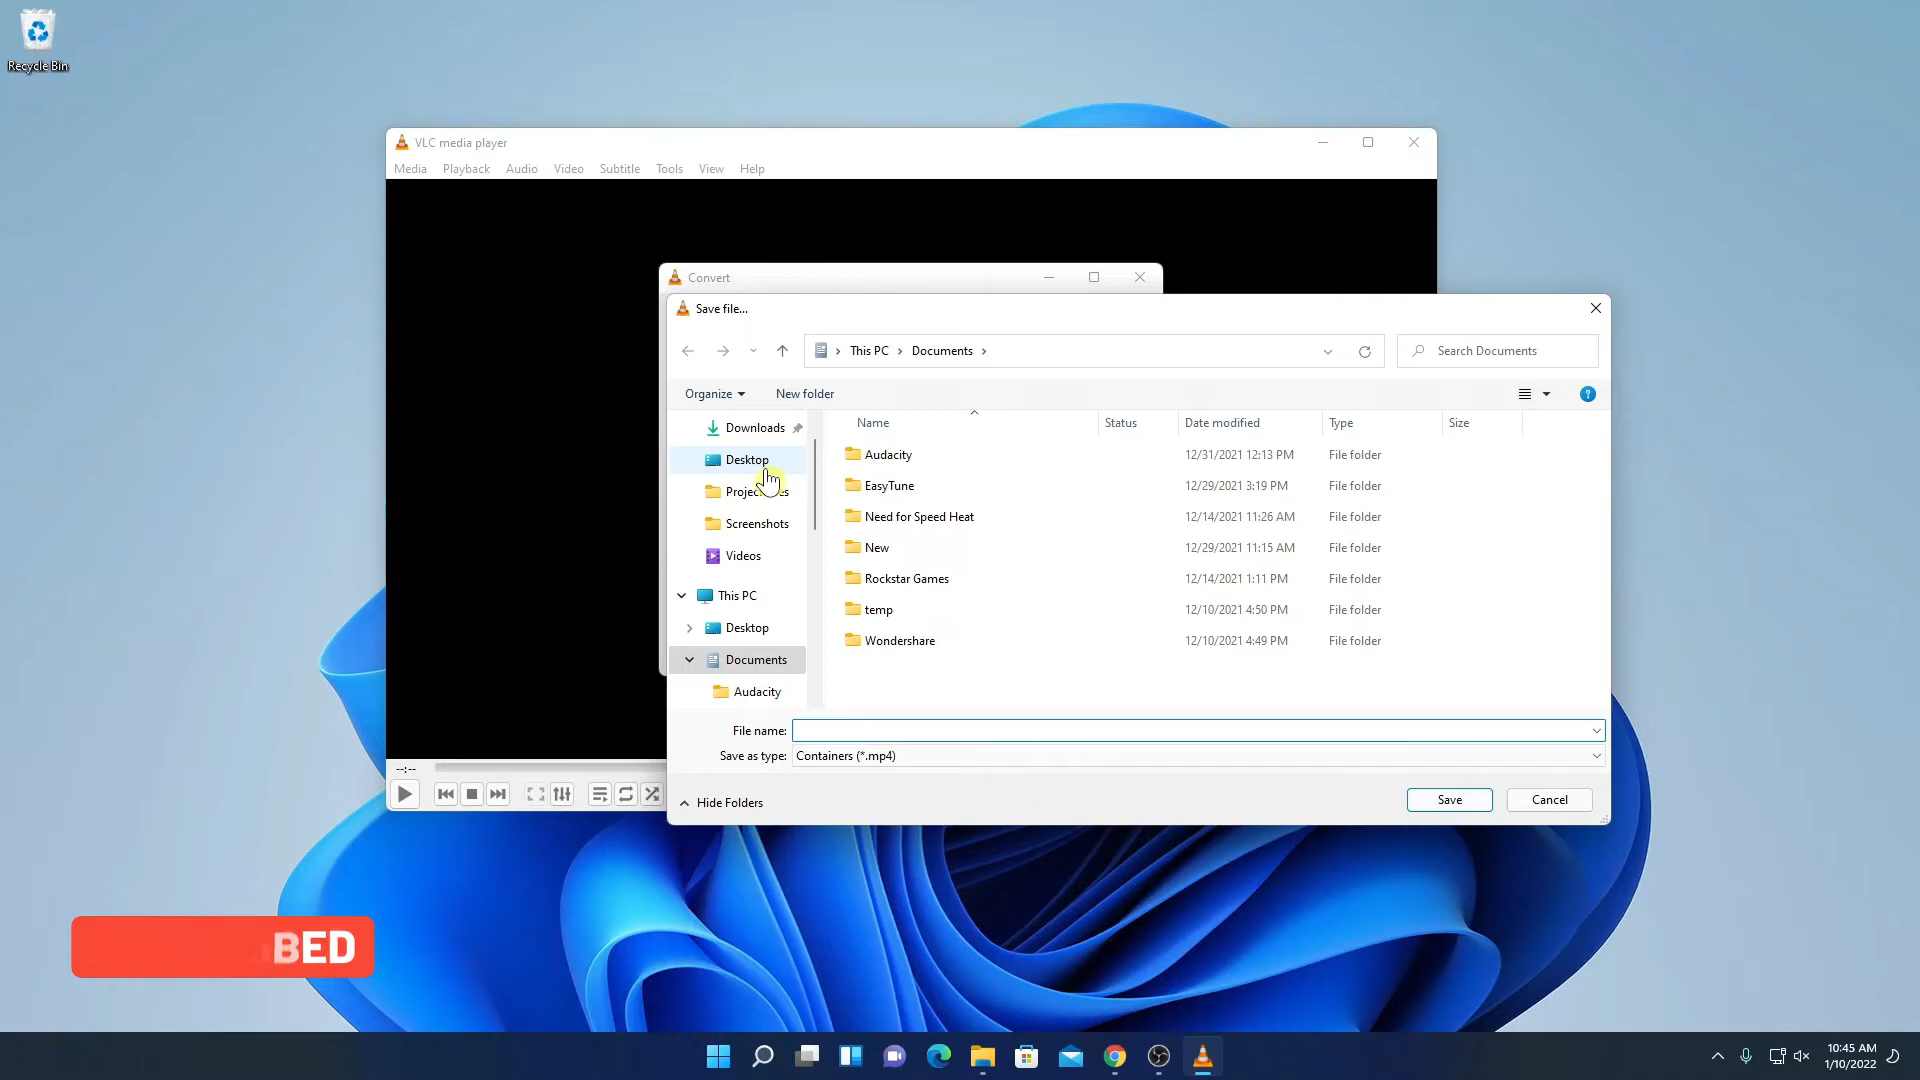 Recycle Bin
VLC media player
Media Playback Audio Video Subtitle Tools View Help
Convert
Save file...
This PC Documents
Search Documents
Organize New folder
Name Status Date modified Type Size
Downloads
Desktop
Screenshots
Videos
This PC
Desktop
Documents
Audacity
Audacity 12/31/2021 12:13 PM File folder
EasyTune 12/29/2021 3:19 PM File folder
Need for Speed Heat 12/14/2021 11:26 AM File folder
New 12/29/2021 11:15 AM File folder
Rockstar Games 12/14/2021 1:11 PM File folder
temp 12/10/2021 4:50 PM File folder
Wondershare 12/10/2021 4:49 PM File folder
File name:
Save as type: Containers (*.mp4)
Hide Folders
Save Cancel
--:--
BED
10:45 AM
1/10/2022